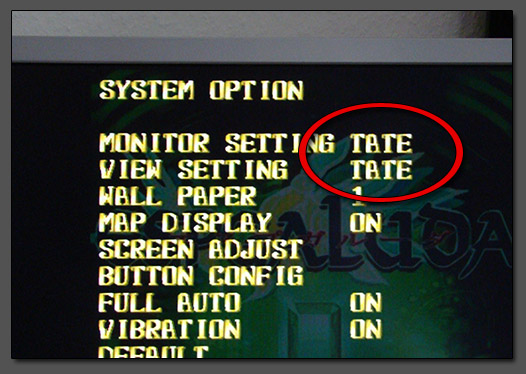 SYSTEM OPTION
MONITOR SETTING TATE
VIEW SETTING TATE
WALL PAPER 1
MAP DISPLAY ON
SCREEN ADJUST
BUTTON CONFIG
FULL AUTO ON
VIBRATION ON
DEFAULT